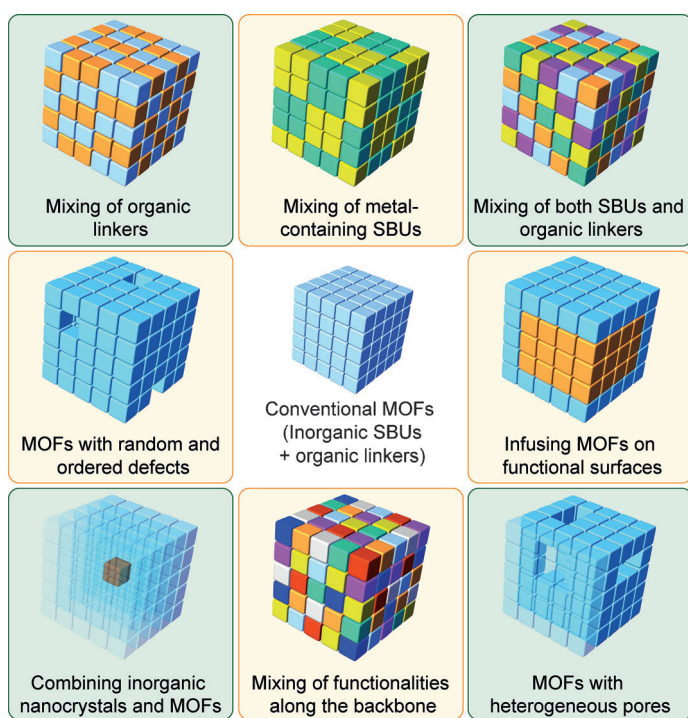 Mixing of organic
linkers
Mixing of metal-
containing SBUs
Mixing of both SBUs and
organic linkers
MOFs with random and
ordered defects
Conventional MOFs
(Inorganic SBUs
+ organic linkers)
Infusing MOFs on
functional surfaces
Combining inorganic
nanocrystals and MOFs
Mixing of functionalities
along the backbone
MOFs with
heterogeneous pores